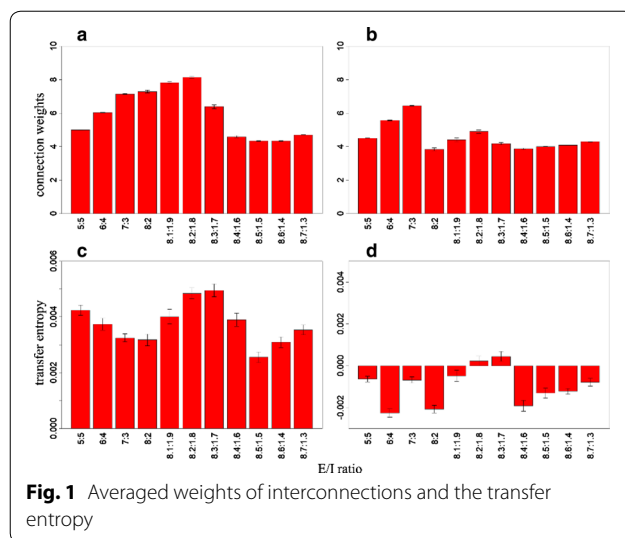 a
b
connection weights
0 2 4 6 8 10
0 2 4 6 8 10
5:5 6:4 7:3 8:2 8.1:1.9 8.2:1.8 8.3:1.7 8.4:1.6 8.5:1.5 8.6:1.4 8.7:1.3
5:5 6:4 7:3 8:2 8.1:1.9 8.2:1.8 8.3:1.7 8.4:1.6 8.5:1.5 8.6:1.4 8.7:1.3
c
d
transfer entropy
0.000 0.002 0.004 0.006
-0.002 0.000 0.002 0.004
5:5 6:4 7:3 8:2 8.1:1.9 8.2:1.8 8.3:1.7 8.4:1.6 8.5:1.5 8.6:1.4 8.7:1.3
5:5 6:4 7:3 8:2 8.1:1.9 8.2:1.8 8.3:1.7 8.4:1.6 8.5:1.5 8.6:1.4 8.7:1.3
E/I ratio
Fig. 1 Averaged weights of interconnections and the transfer
entropy